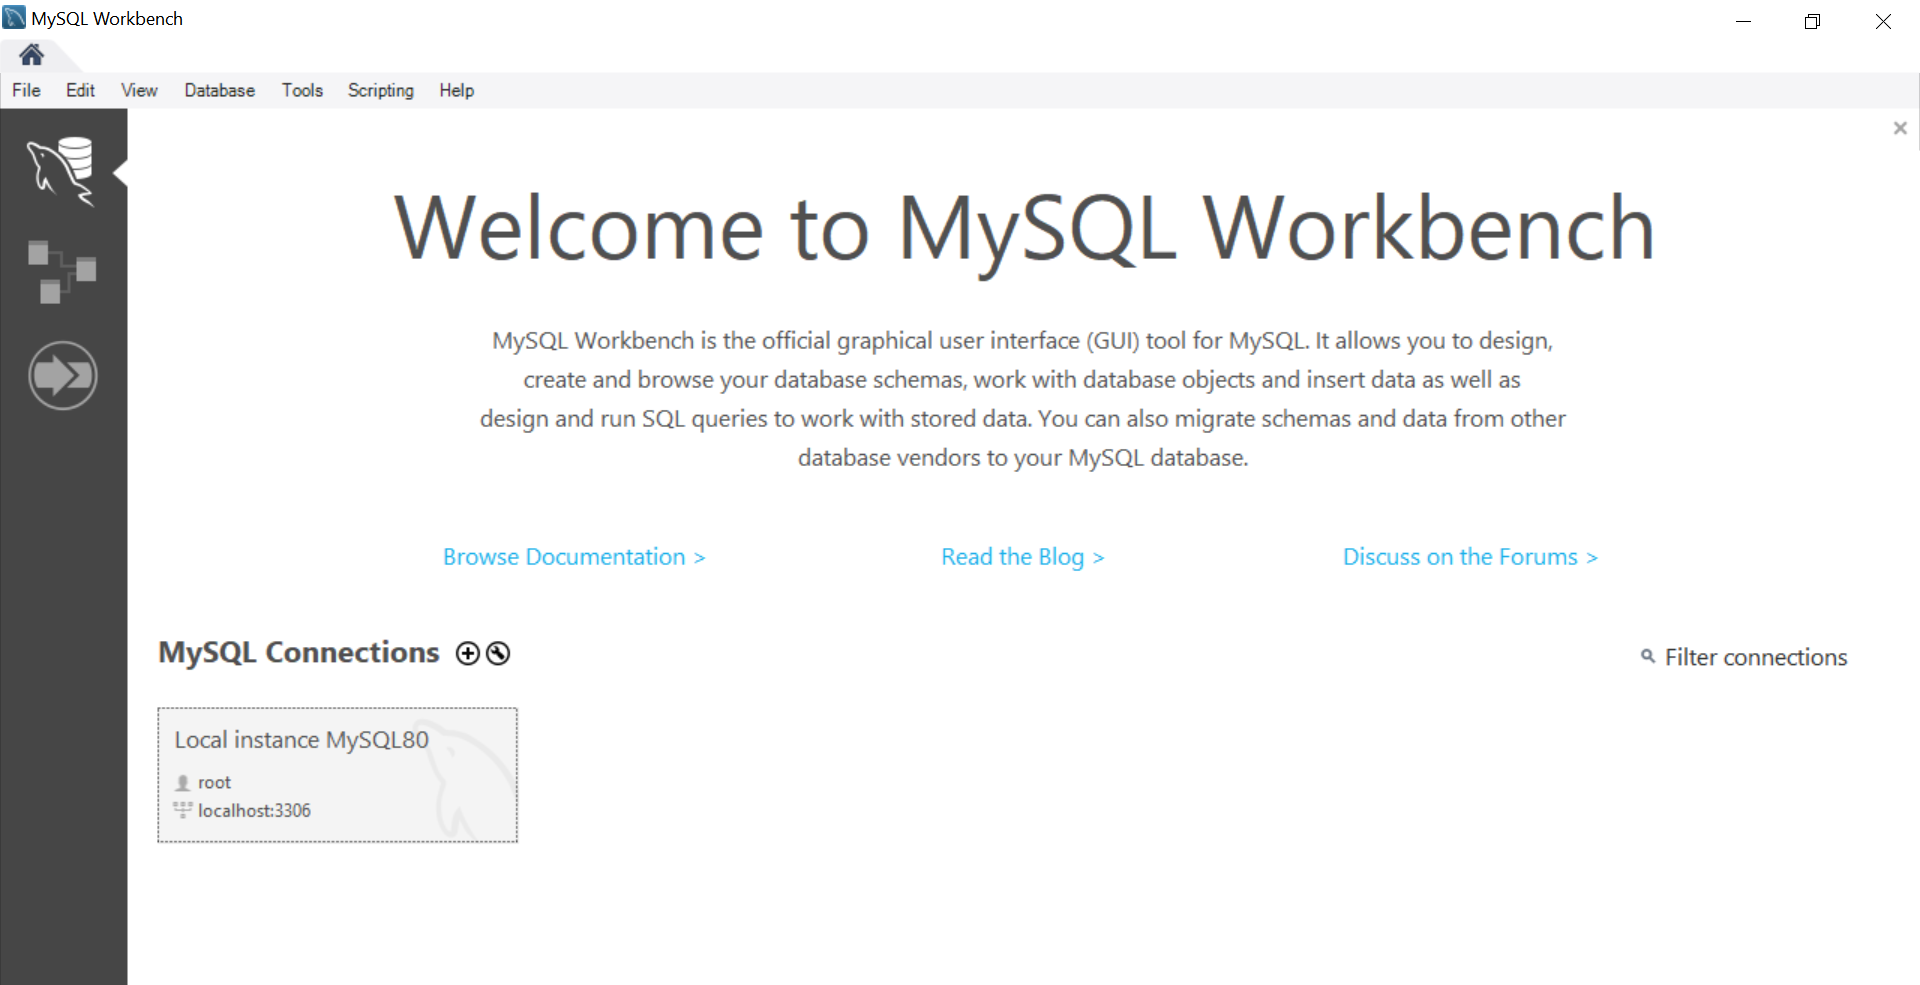 MySQL Workbench
File Edit View Database Tools Scripting Help
Welcome to MySQL Workbench
MySQL Workbench is the official graphical user interface (GUI) tool for MySQL. It allows you to design,
create and browse your database schemas, work with database objects and insert data as well as
design and run SQL queries to work with stored data. You can also migrate schemas and data from other
database vendors to your MySQL database.
Browse Documentation > Read the Blog > Discuss on the Forums >
MySQL Connections Filter connections
Local instance MySQL80
root
localhost:3306